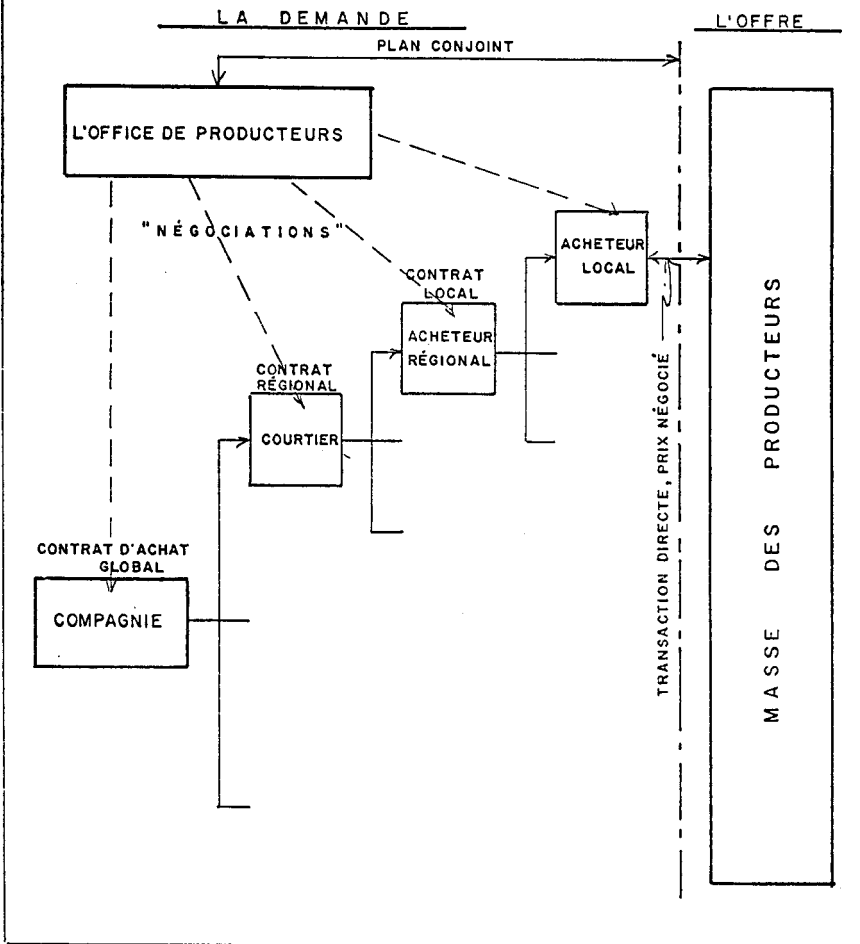 LA DEMANDE
L'OFFRE
PLAN CONJOINT
L'OFFICE DE PRODUCTEURS
"NÉGOCIATIONS"
ACHETEUR
LOCAL
CONTRAT
LOCAL
ACHETEUR
RÉGIONAL
CONTRAT
RÉGIONAL
COURTIER
CONTRAT D'ACHAT
GLOBAL
COMPAGNIE
TRANSACTION DIRECTE, PRIX NÉGOCIÉ
MASSE DES PRODUCTEURS